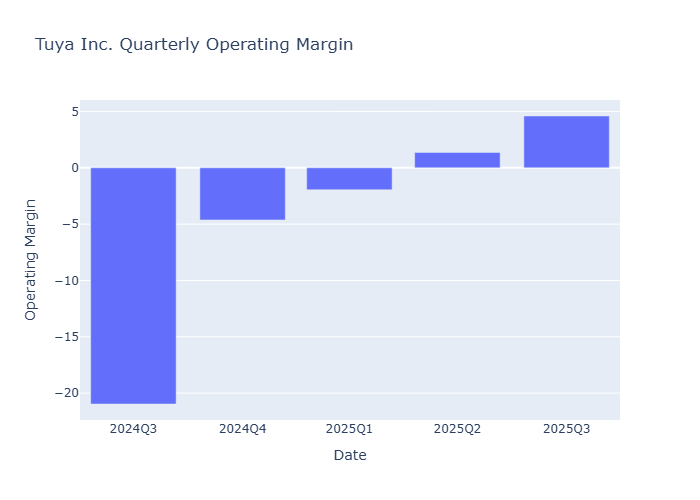 Tuya Inc. Quarterly Operating Margin
5
0
−5
−10
−15
−20
Operating Margin
2024Q3 2024Q4 2025Q1 2025Q2 2025Q3
Date